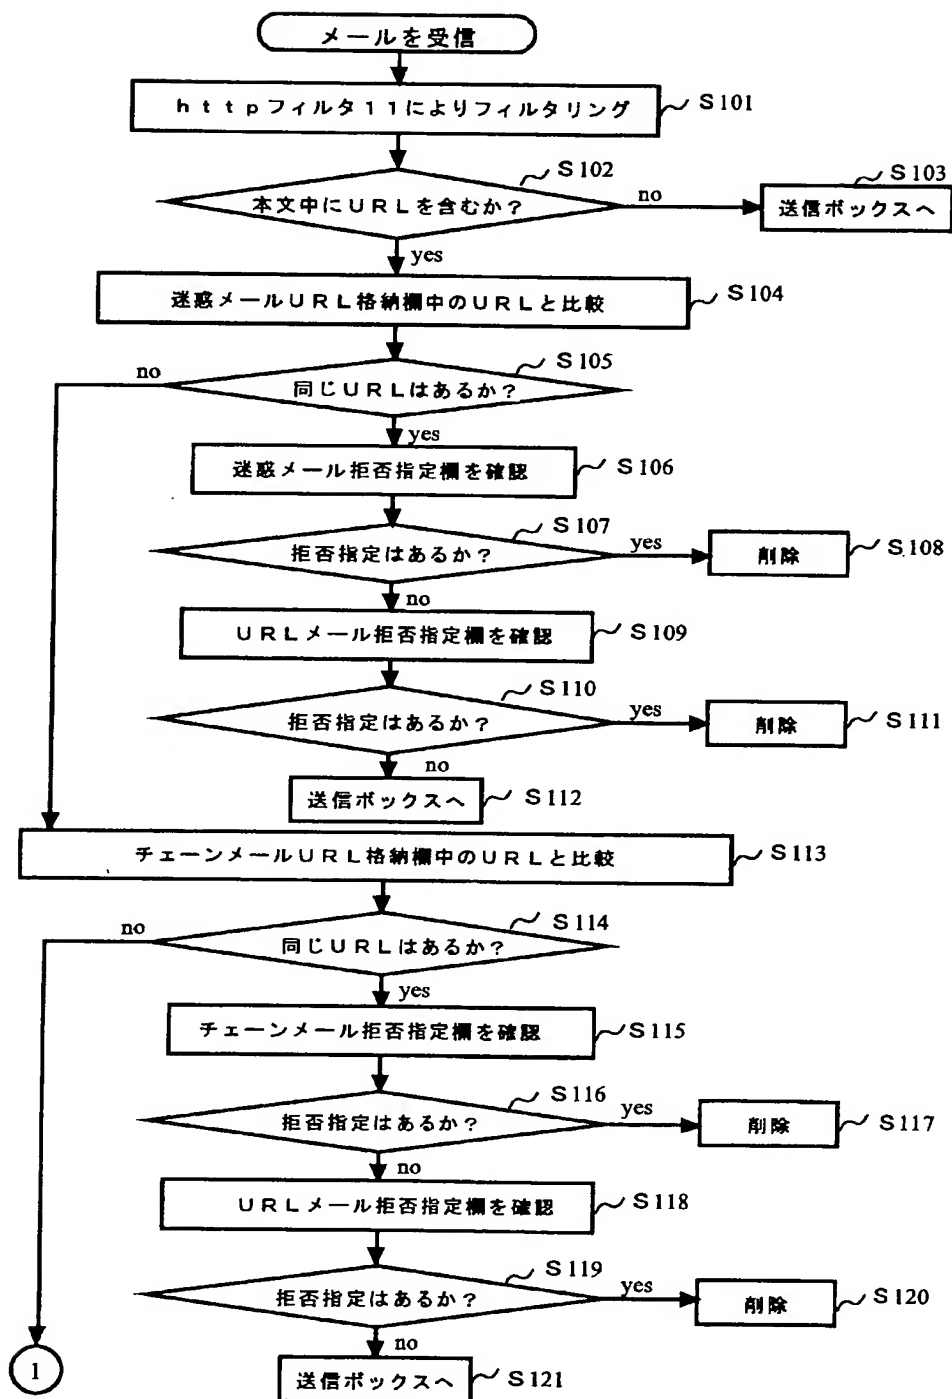 メールを受信
httpフィルタ11によりフィルタリング
S101
S102
本文中にURLを含むか？
no
S103
送信ボックスへ
yes
迷惑メールURL格納欄中のURLと比較
S104
S105
no
同じURLはあるか？
yes
迷惑メール拒否指定欄を確認
S106
S107
拒否指定はあるか？
yes
削除
S108
no
URLメール拒否指定欄を確認
S109
S110
拒否指定はあるか？
yes
削除
S111
no
送信ボックスへ
S112
チェーンメールURL格納欄中のURLと比較
S113
S114
no
同じURLはあるか？
yes
チェーンメール拒否指定欄を確認
S115
S116
拒否指定はあるか？
yes
削除
S117
no
URLメール拒否指定欄を確認
S118
S119
拒否指定はあるか？
yes
削除
S120
no
送信ボックスへ
S121
1